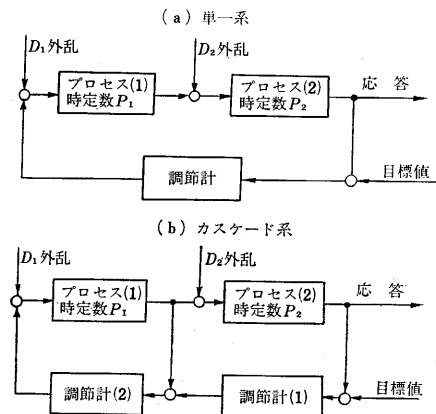 (a) 単一系
D₁外乱
D₂外乱
プロセス(1)
時定数P₁
プロセス(2)
時定数P₂
応答
調節計
目標値
(b) カスケード系
D₁外乱
D₂外乱
プロセス(1)
時定数P₁
プロセス(2)
時定数P₂
応答
調節計(2)
調節計(1)
目標値